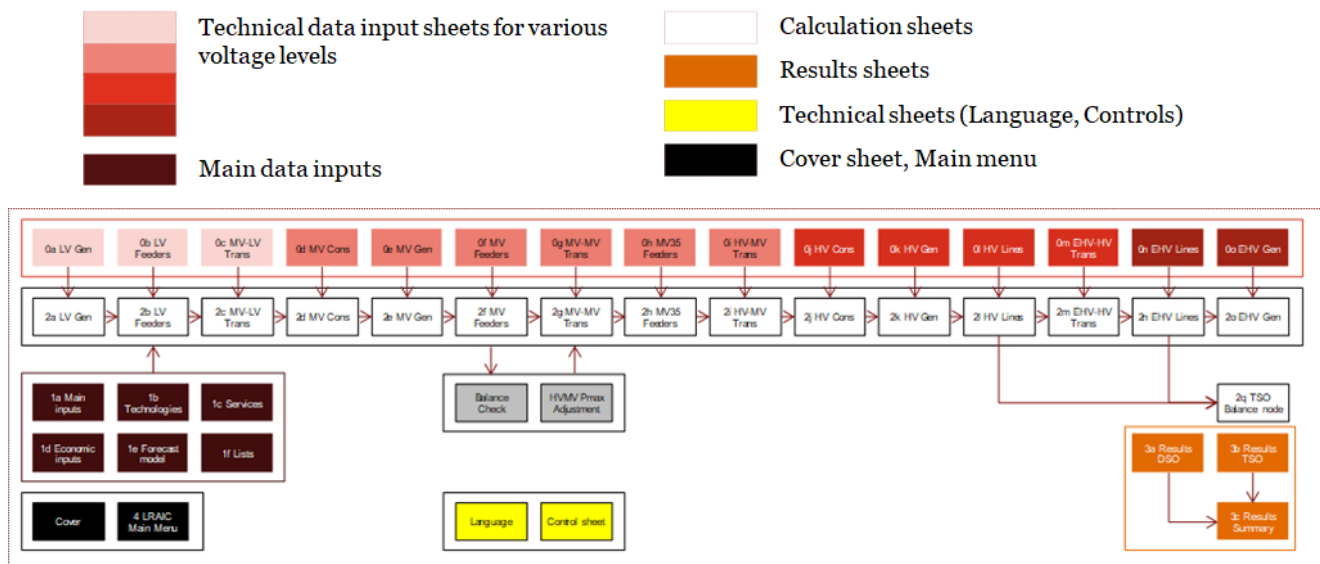 Technical data input sheets for various
voltage levels
Main data inputs
Calculation sheets
Results sheets
Technical sheets (Language, Controls)
Cover sheet, Main menu
0a LV Gen
0b LV
Feeders
0c MV-LV
Trans
0d MV Cons
0e MV Gen
0f MV
Feeders
0g MV-MV
Trans
0h MV35
Feeders
0i HV-MV
Trans
0j HV Cons
0k HV Gen
0l HV Lines
0m EHV-HV
Trans
0n EHV Lines
0o EHV Gen
2a LV Gen
2b LV
Feeders
2c MV-LV
Trans
2d MV Cons
2e MV Gen
2f MV
Feeders
2g MV-MV
Trans
2h MV35
Feeders
2i HV-MV
Trans
2j HV Cons
2k HV Gen
2l HV Lines
2m EHV-HV
Trans
2n EHV Lines
2o EHV Gen
1a Main
inputs
1b
Technologies
1c Services
1d Economic
inputs
1e Forecast
model
1f Lists
Balance
Check
HVMV Pmax
Adjustment
2q TSO
Balance node
3a Results
DSO
3b Results
TSO
3c Results
Summary
Cover
4 LRAIC
Main Menu
Language
Control sheet